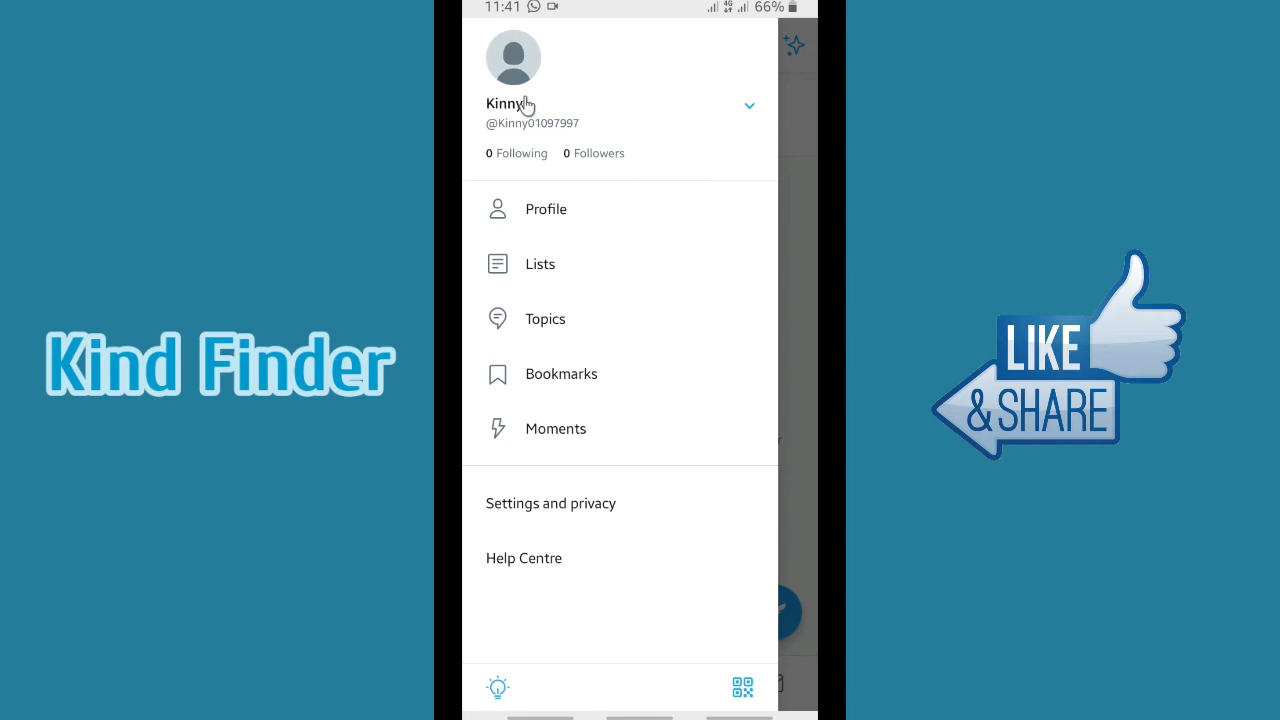 11:41
4G
66%
Kinny
@Kinny01097997
0 Following 0 Followers
Profile
Lists
Topics
Bookmarks
Moments
Settings and privacy
Help Centre
Kind Finder
LIKE
& SHARE